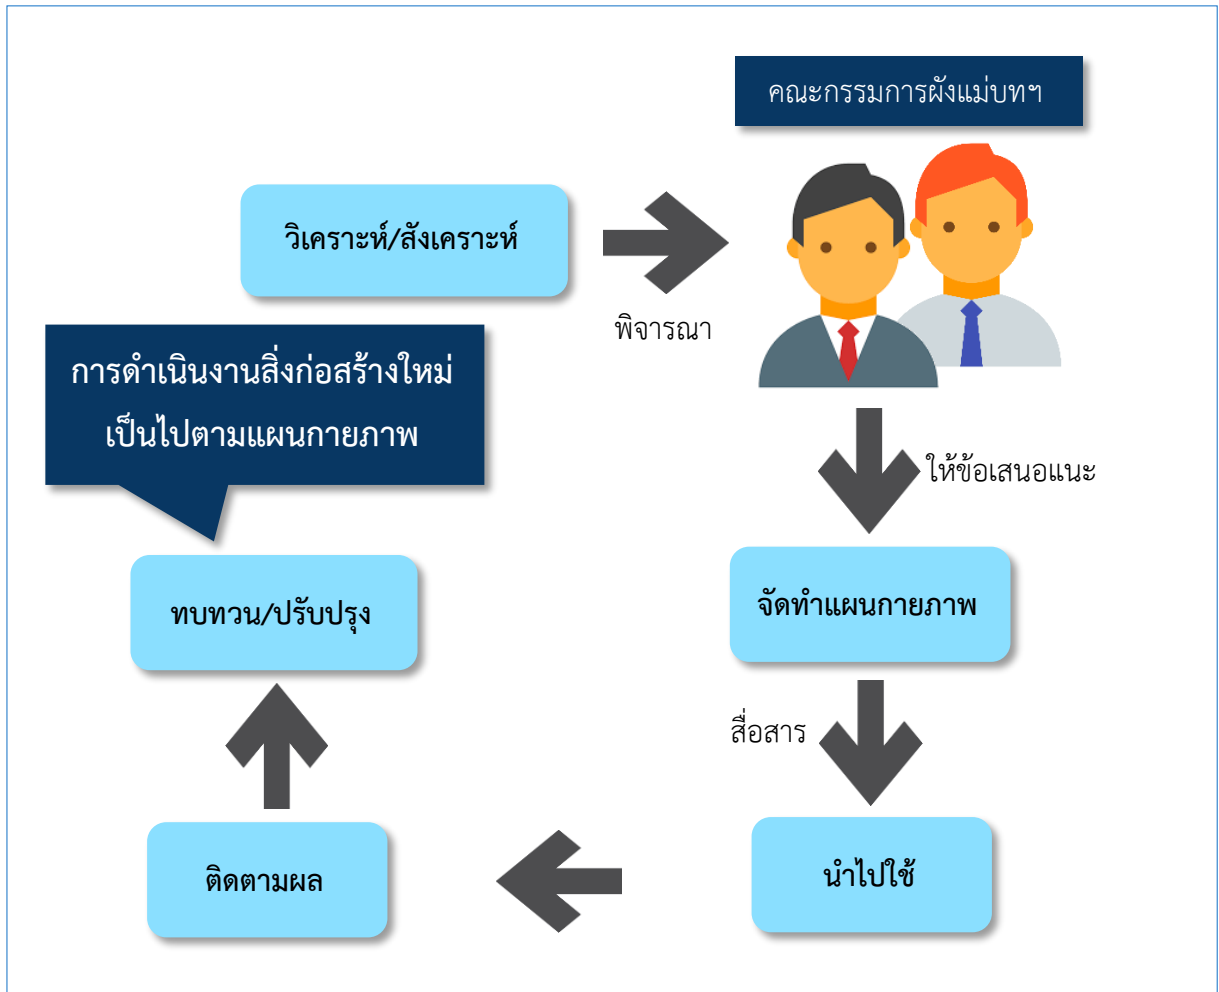 คณะกรรมการผังแม่บทฯ
วิเคราะห์/สังเคราะห์
พิจารณา
การดำเนินงานสิ่งก่อสร้างใหม่
เป็นไปตามแผนกายภาพ
ให้ข้อเสนอแนะ
ทบทวน/ปรับปรุง
จัดทำแผนกายภาพ
สื่อสาร
ติดตามผล
นำไปใช้